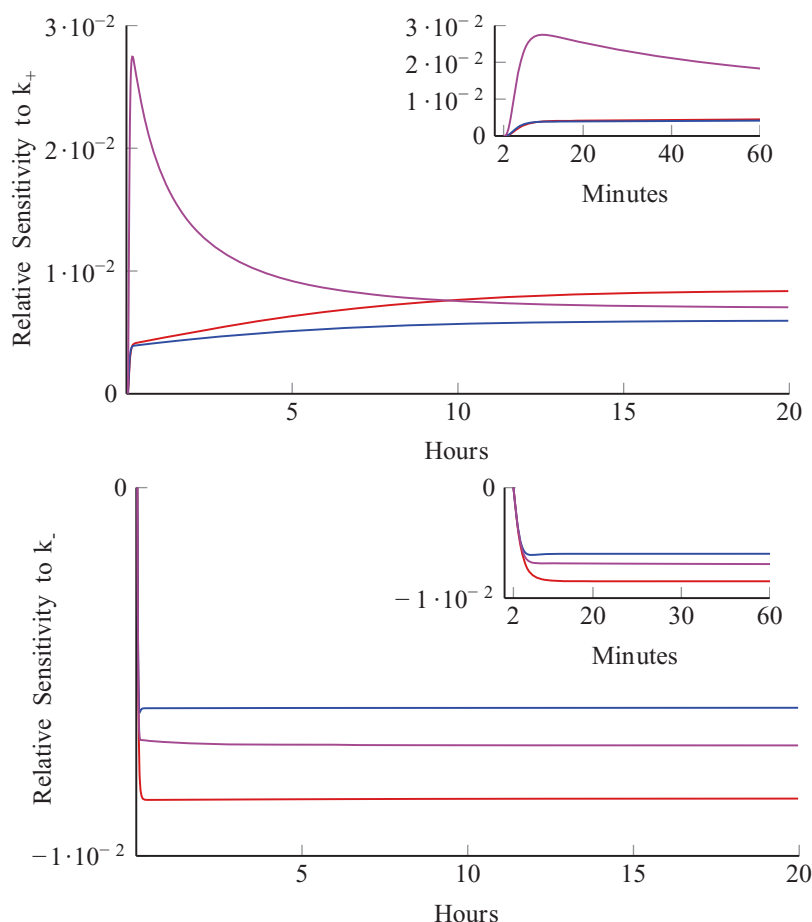 3·10⁻²
2·10⁻²
1·10⁻²
0
Relative Sensitivity to k₊
5 10 15 20
Hours
3·10⁻²
2·10⁻²
1·10⁻²
0
2 20 40 60
Minutes
0
−1·10⁻²
Relative Sensitivity to k₋
5 10 15 20
Hours
0
−1·10⁻²
2 20 30 60
Minutes